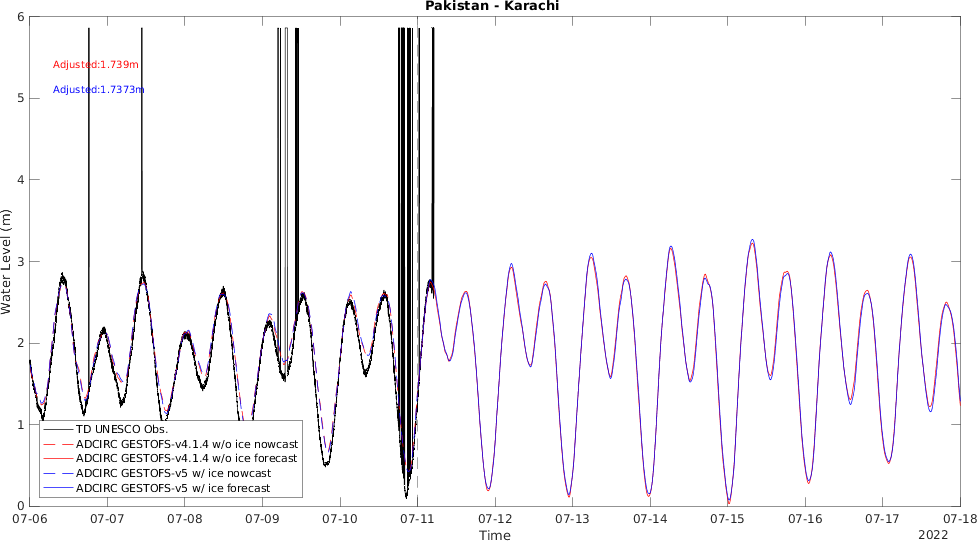 Pakistan - Karachi
6
5
4
3
2
1
0
Water Level (m)
Adjusted:1.739m
Adjusted:1.7373m
TD UNESCO Obs.
ADCIRC GESTOFS-v4.1.4 w/o ice nowcast
ADCIRC GESTOFS-v4.1.4 w/o ice forecast
ADCIRC GESTOFS-v5 w/ ice nowcast
ADCIRC GESTOFS-v5 w/ ice forecast
07-06 07-07 07-08 07-09 07-10 07-11 07-12 07-13 07-14 07-15 07-16 07-17 07-18
Time
2022